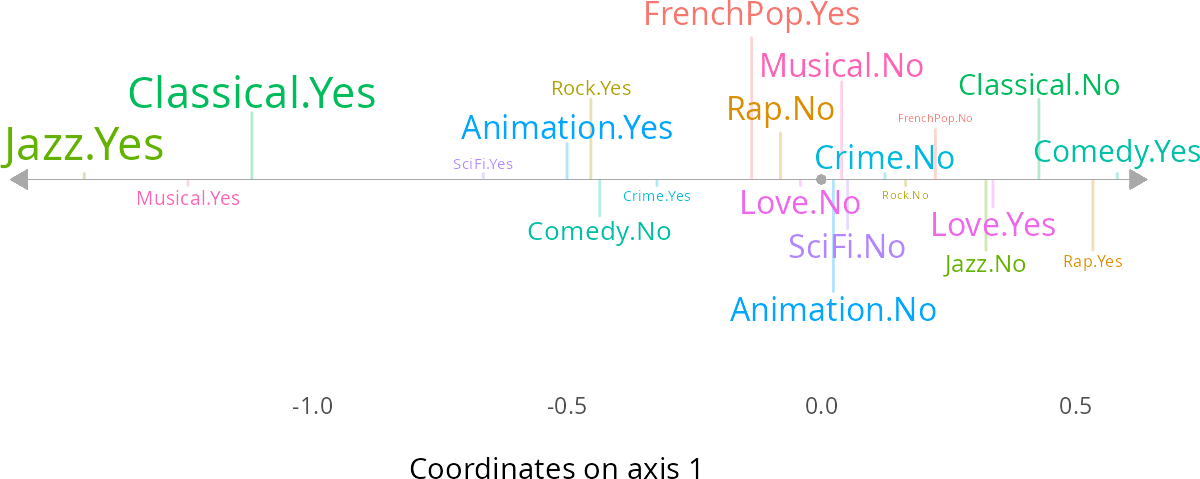 FrenchPop.Yes
Musical.No
Classical.Yes
Rock.Yes
Rap.No
Classical.No
Animation.Yes
FrenchPop.No
Jazz.Yes
SciFi.Yes
Crime.No
Comedy.Yes
Musical.Yes
Crime.Yes
Love.No
Rock.No
Comedy.No
Love.Yes
SciFi.No
Jazz.No
Rap.Yes
Animation.No
-1.0 -0.5 0.0 0.5
Coordinates on axis 1